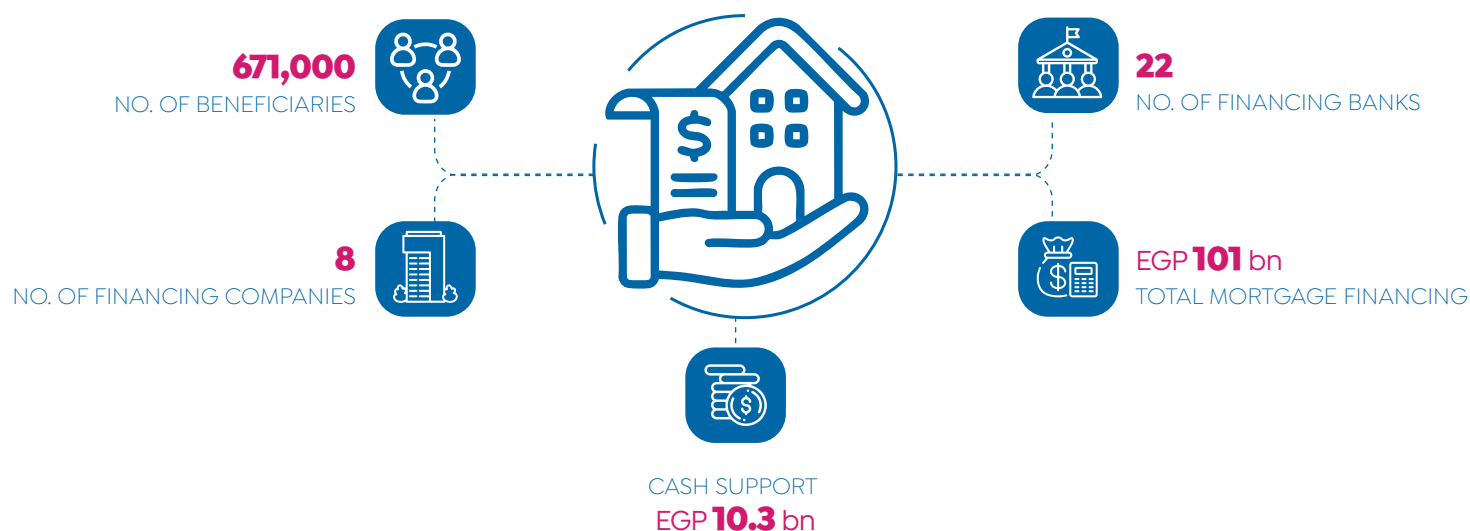 671,000
NO. OF BENEFICIARIES
22
NO. OF FINANCING BANKS
8
NO. OF FINANCING COMPANIES
EGP 101 bn
TOTAL MORTGAGE FINANCING
CASH SUPPORT
EGP 10.3 bn